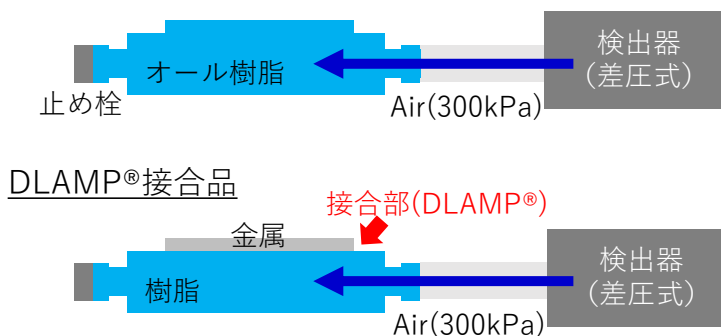 検出器
(差圧式)
オール樹脂
止め栓
Air(300kPa)
DLAMP®接合品
接合部(DLAMP®)
金属
検出器
(差圧式)
樹脂
Air(300kPa)